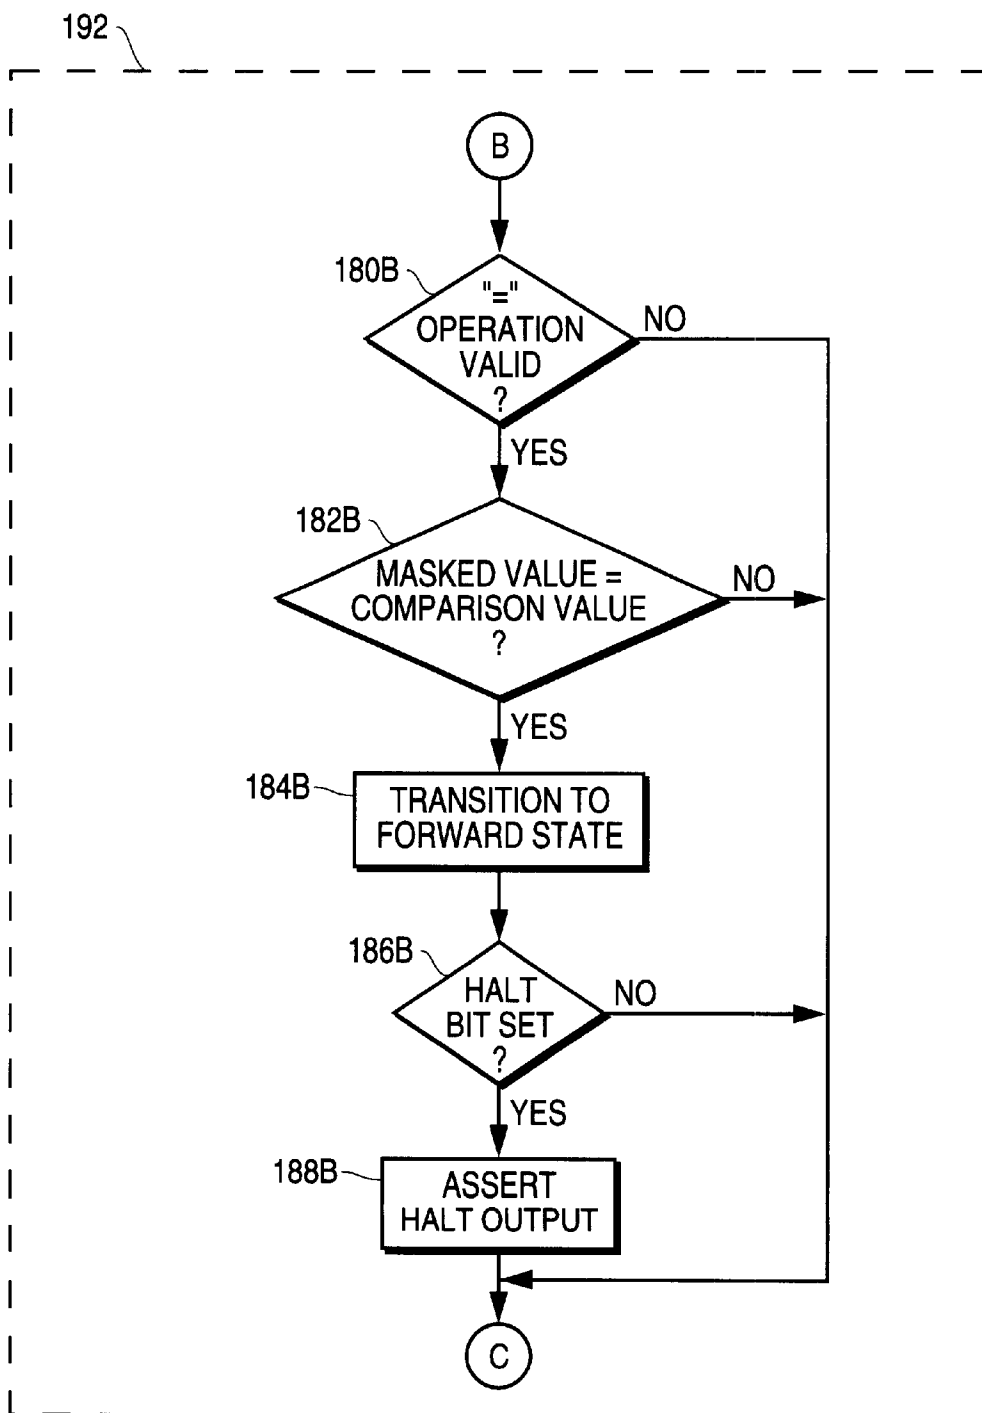 192
B
180B
"="
OPERATION
VALID
?
NO
YES
182B
MASKED VALUE =
COMPARISON VALUE
?
NO
YES
184B
TRANSITION TO
FORWARD STATE
186B
HALT
BIT SET
?
NO
YES
188B
ASSERT
HALT OUTPUT
C